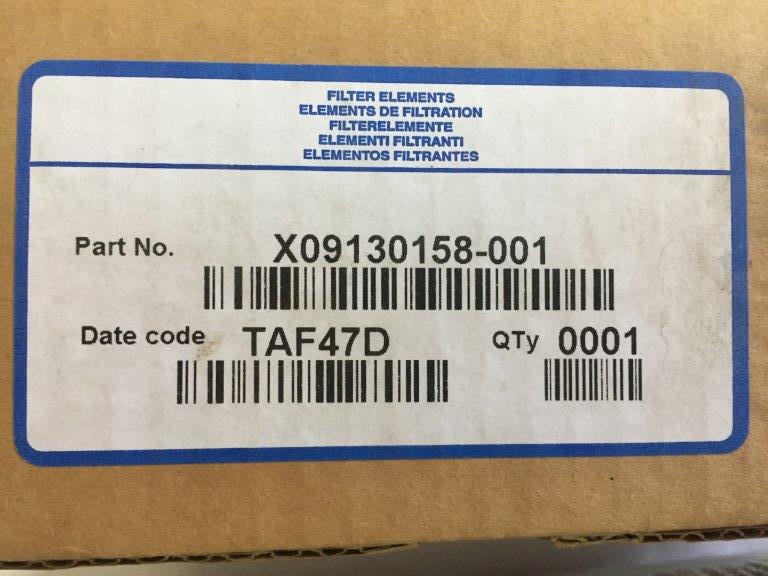 FILTER ELEMENTS
ELEMENTS DE FILTRATION
FILTERELEMENTE
ELEMENTI FILTRANTI
ELEMENTOS FILTRANTES
Part No. X09130158-001
Date code TAF47D QTy 0001